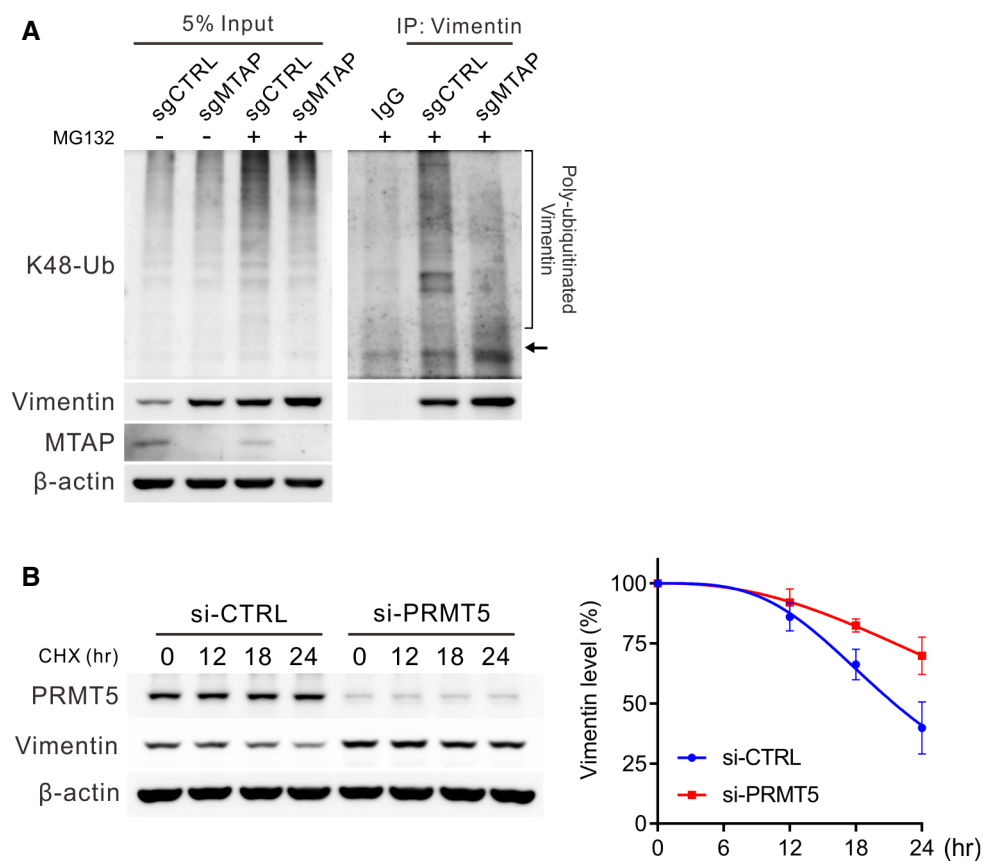 A
5% Input
IP: Vimentin
sgCTRL sgMTAP sgCTRL sgMTAP IgG sgCTRL sgMTAP
MG132 - - + + + + +
K48-Ub
Poly-ubiquitinated
Vimentin
Vimentin
MTAP
β-actin
B
si-CTRL si-PRMT5
CHX (hr) 0 12 18 24 0 12 18 24
PRMT5
Vimentin
β-actin
Vimentin level (%)
100
75
50
25
0
si-CTRL
si-PRMT5
0 6 12 18 24 (hr)